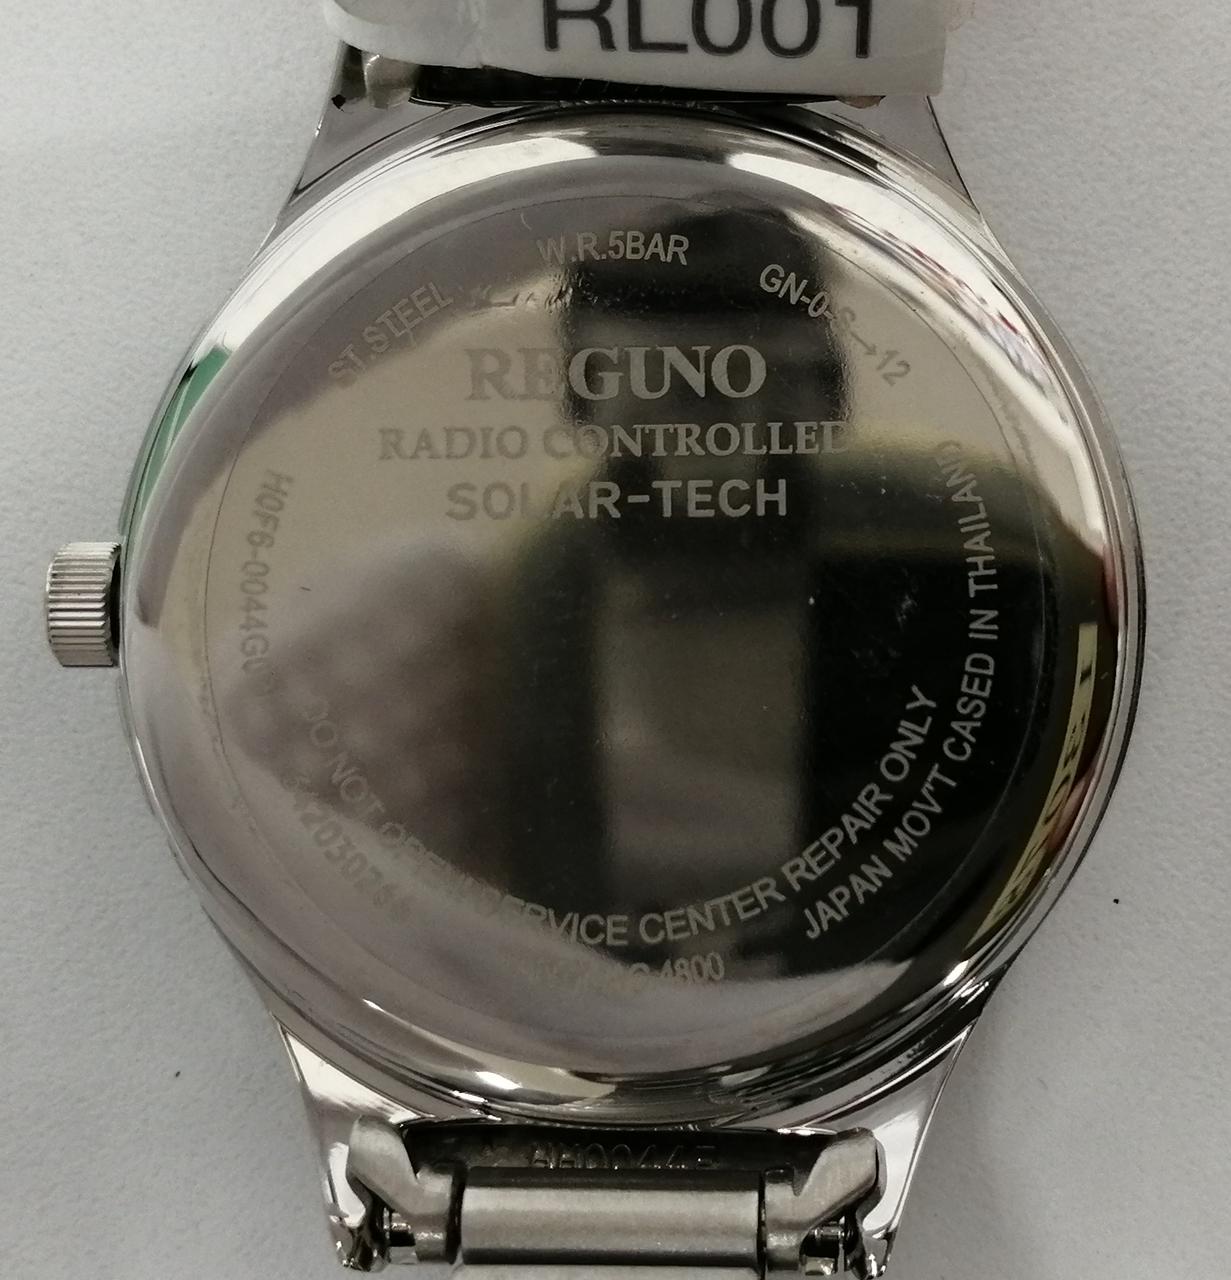 RL001
W.R.5BAR
ST.STEEL
GN-0-S→12
REGUNO
RADIO CONTROLLED
SOLAR-TECH
DO NOT OPEN SERVICE CENTER REPAIR ONLY
JAPAN MOV'T CASED IN THAILAND
4800